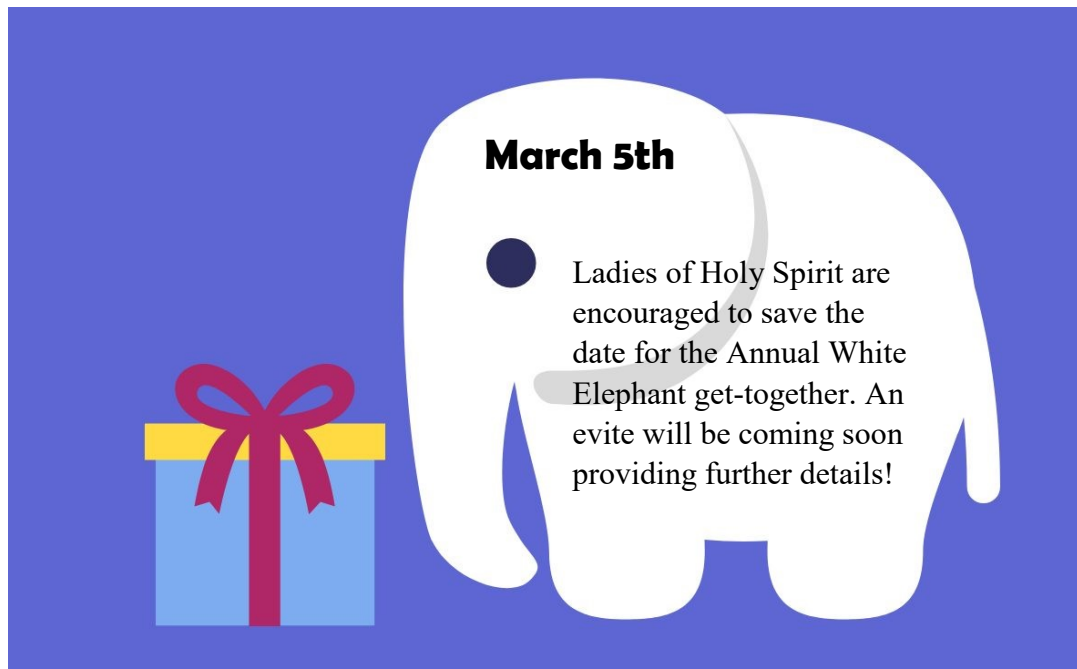 March 5th
Ladies of Holy Spirit are
encouraged to save the
date for the Annual White
Elephant get-together. An
evite will be coming soon
providing further details!